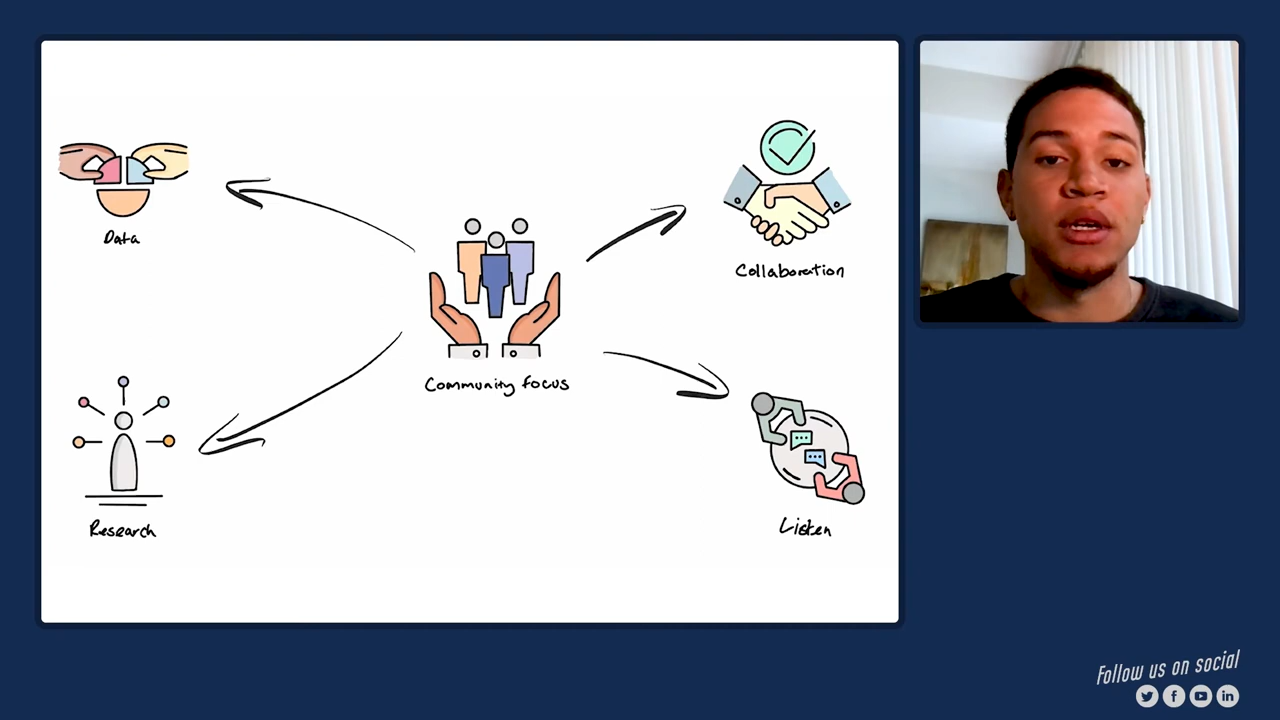 Data
Collaboration
Community focus
Research
Listen
Follow us on social